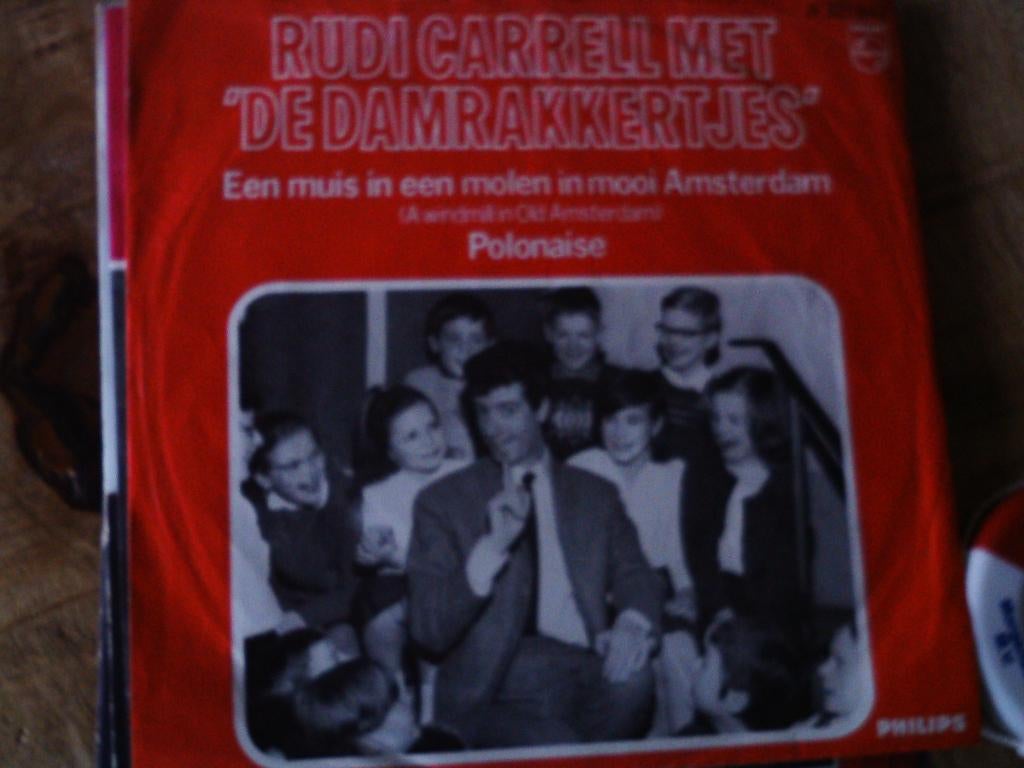 RUDI CARRELL MET
"DE DAMRAKKERTJES"
Een muis in een molen in mooi Amsterdam
(A windmill in Old Amsterdam)
Polonaise
PHILIPS